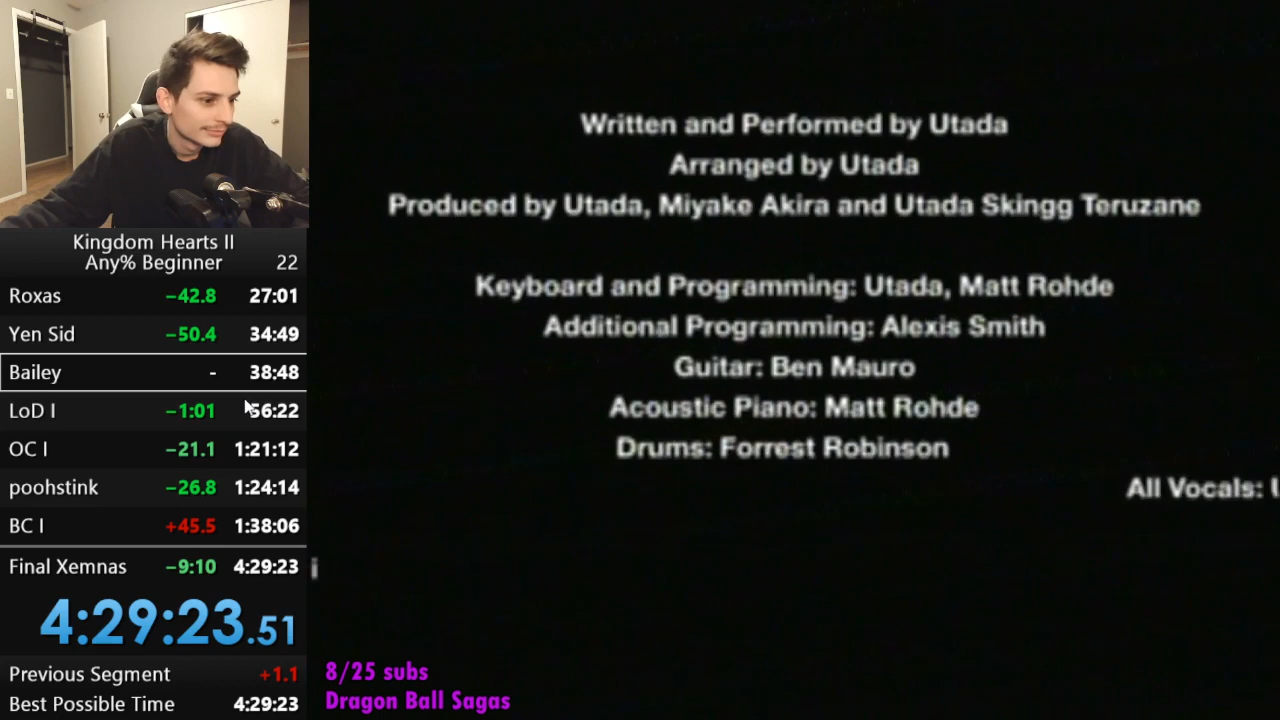 Written and Performed by Utada
Arranged by Utada
Produced by Utada, Miyake Akira and Utada Skingg Teruzane
Keyboard and Programming: Utada, Matt Rohde
Additional Programming: Alexis Smith
Guitar: Ben Mauro
Acoustic Piano: Matt Rohde
Drums: Forrest Robinson
All Vocals: U
i
Kingdom Hearts II
Any% Beginner 22
Roxas -42.8 27:01
Yen Sid -50.4 34:49
Bailey - 38:48
LoD I -1:01 56:22
OC I -21.1 1:21:12
poohstink -26.8 1:24:14
BC I +45.5 1:38:06
Final Xemnas -9:10 4:29:23
4:29:23.51
Previous Segment +1.1
Best Possible Time 4:29:23
8/25 subs
Dragon Ball Sagas